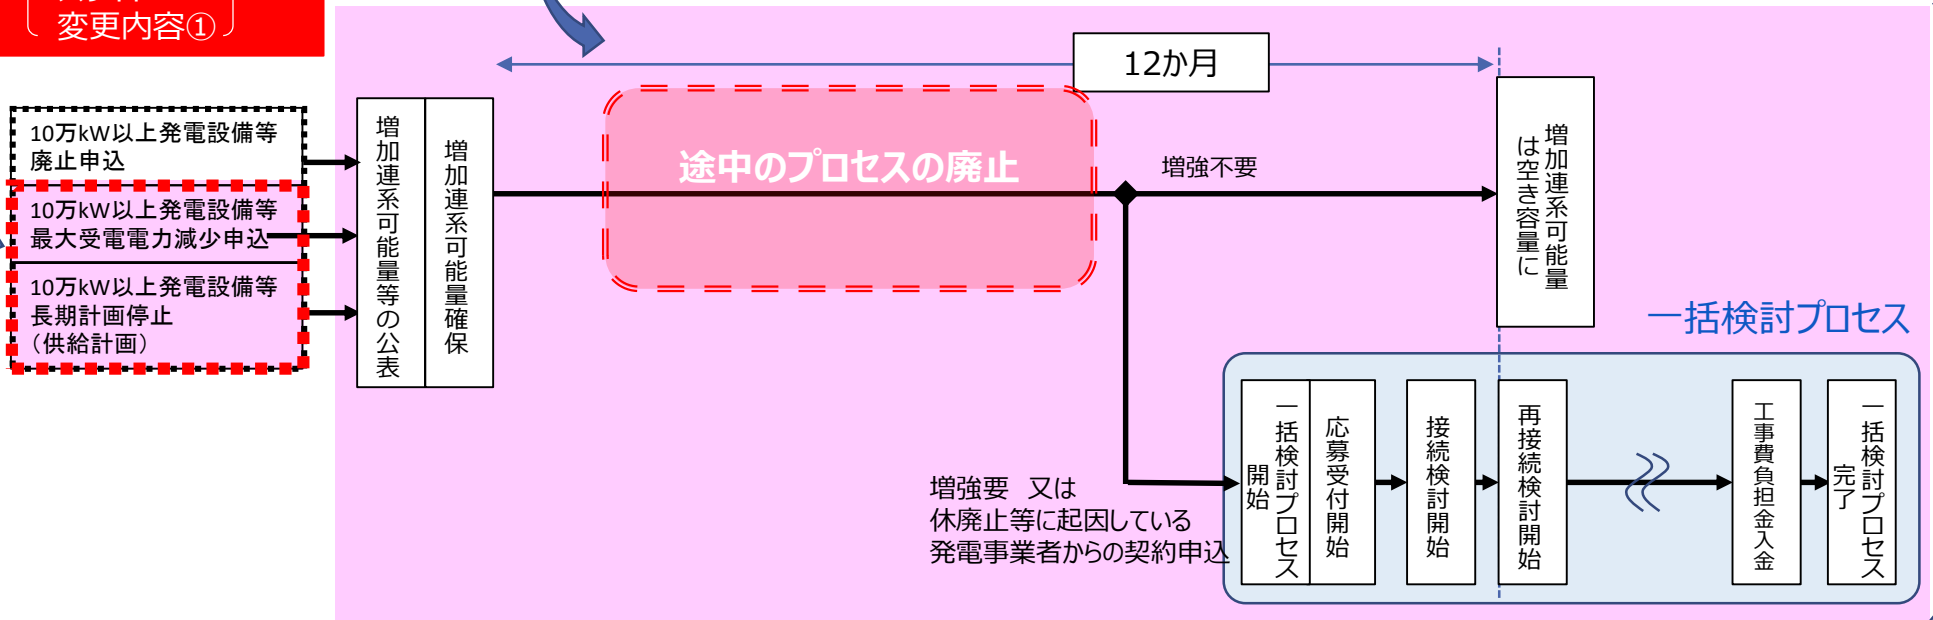 変更内容①
12か月
10万kW以上発電設備等
廃止申込
10万kW以上発電設備等
最大受電電力減少申込
10万kW以上発電設備等
長期計画停止
（供給計画）
増加連系可能量等の公表
増加連系可能量確保
途中のプロセスの廃止
増強不要
増加連系可能量
は空き容量に
一括検討プロセス
増強要　又は
休廃止等に起因している
発電事業者からの契約申込
一括検討プロセス
開始
応募受付開始
接続検討開始
再接続検討開始
工事費負担金入金
一括検討プロセス
完了